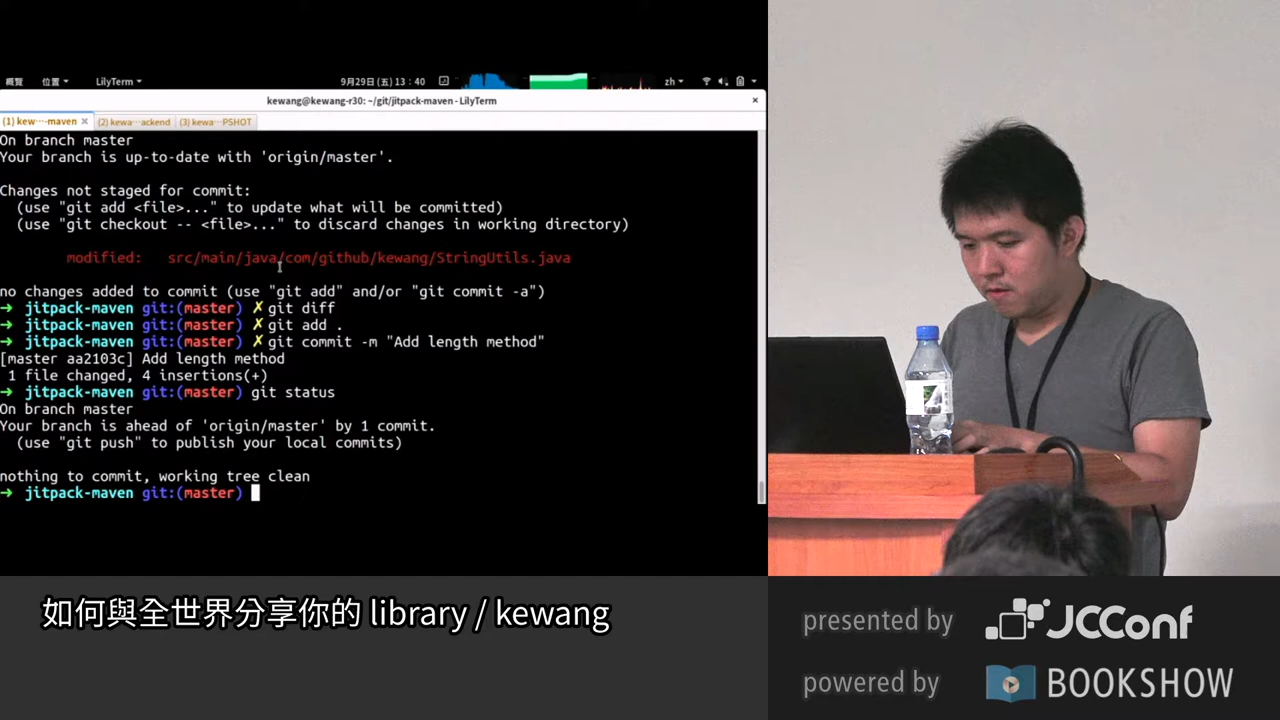 概覽 位置 LilyTerm 9月29日 (五) 13：40 zh
kewang@kewang-r30: ~/git/jitpack-maven - LilyTerm ×
(1) kew···-maven × (2) kewa···ackend (3) kewa···PSHOT
On branch master
Your branch is up-to-date with 'origin/master'.
Changes not staged for commit:
(use "git add <file>..." to update what will be committed)
(use "git checkout -- <file>..." to discard changes in working directory)
modified: src/main/java/com/github/kewang/StringUtils.java
no changes added to commit (use "git add" and/or "git commit -a")
➜ jitpack-maven git:(master) ✗ git diff
➜ jitpack-maven git:(master) ✗ git add .
➜ jitpack-maven git:(master) ✗ git commit -m "Add length method"
[master aa2103c] Add length method
1 file changed, 4 insertions(+)
➜ jitpack-maven git:(master) git status
On branch master
Your branch is ahead of 'origin/master' by 1 commit.
(use "git push" to publish your local commits)
nothing to commit, working tree clean
➜ jitpack-maven git:(master)
如何與全世界分享你的 library / kewang
presented by JCConf
powered by BOOKSHOW